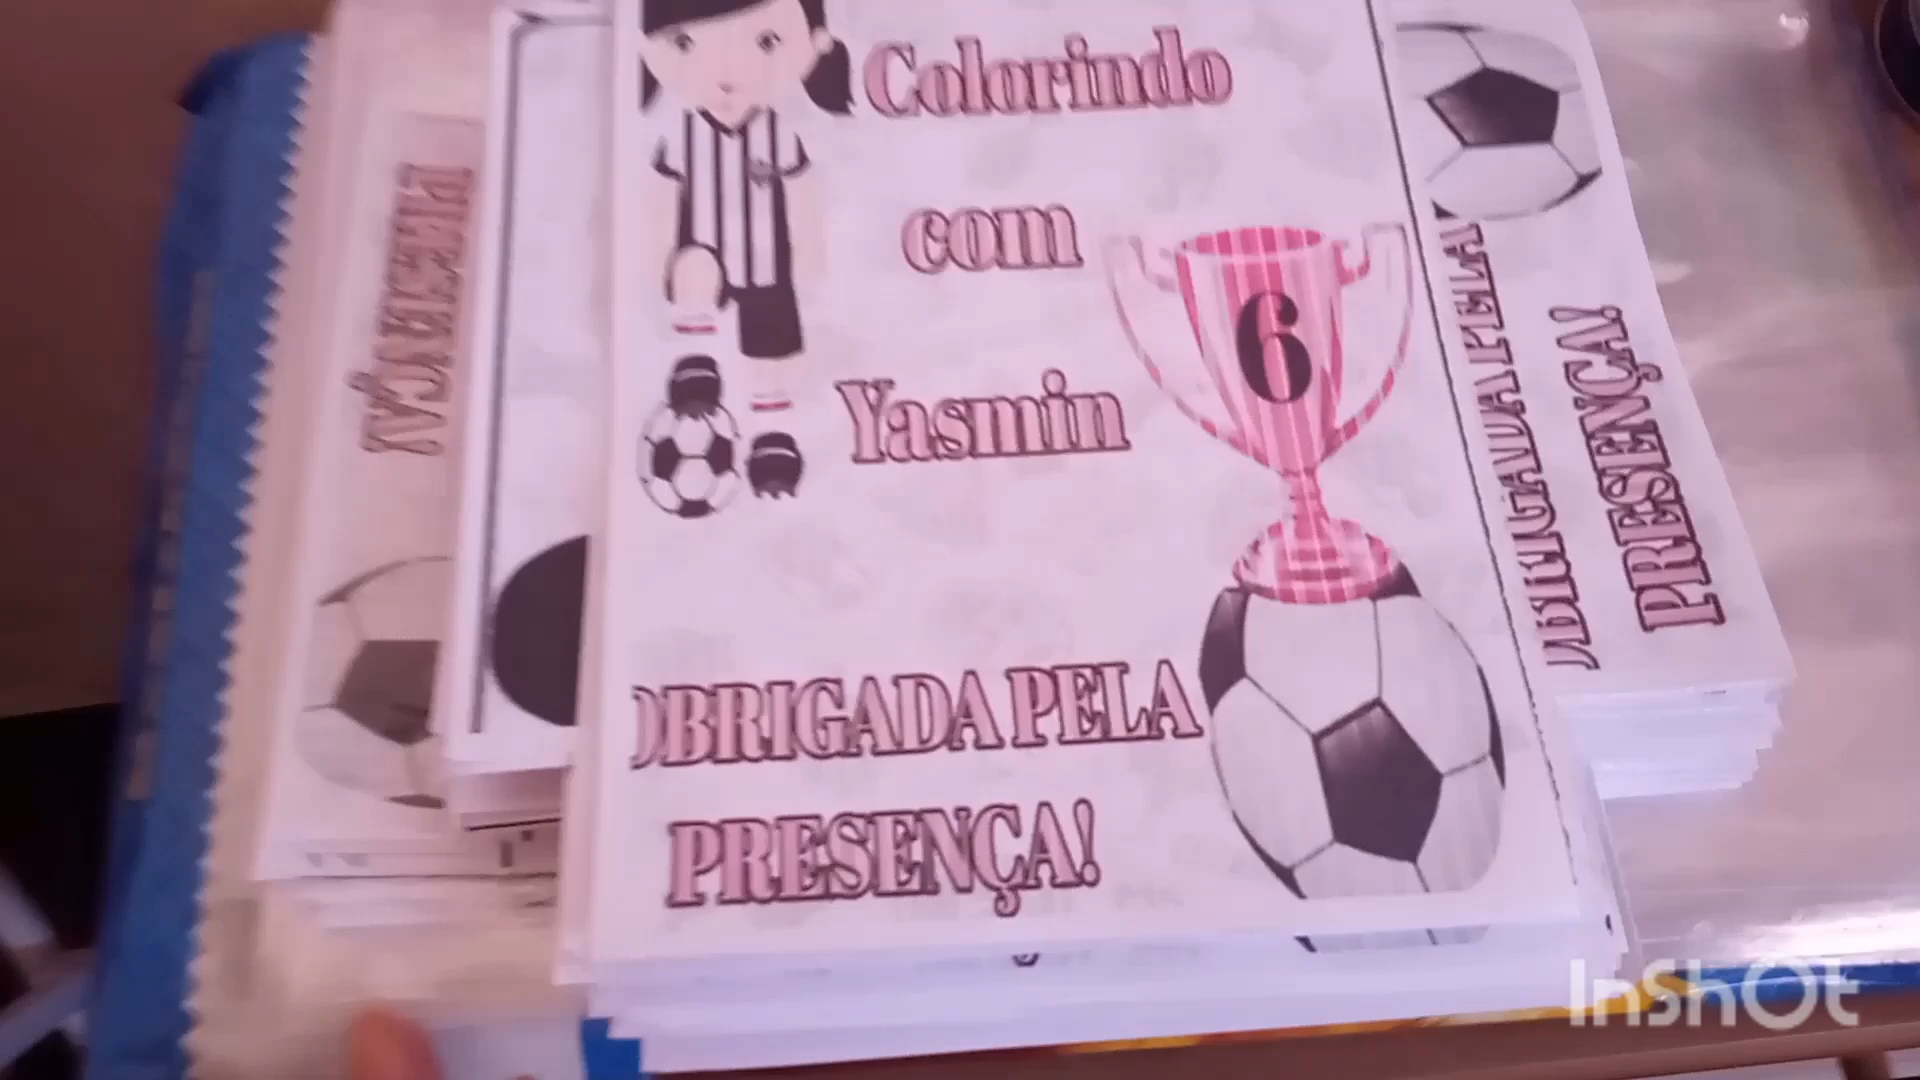 Colorindo
com
Yasmin
6
OBRIGADA PELA
PRESENÇA!
OBRIGADA PELA
PRESENÇA!
PRESENÇA!
InShOt